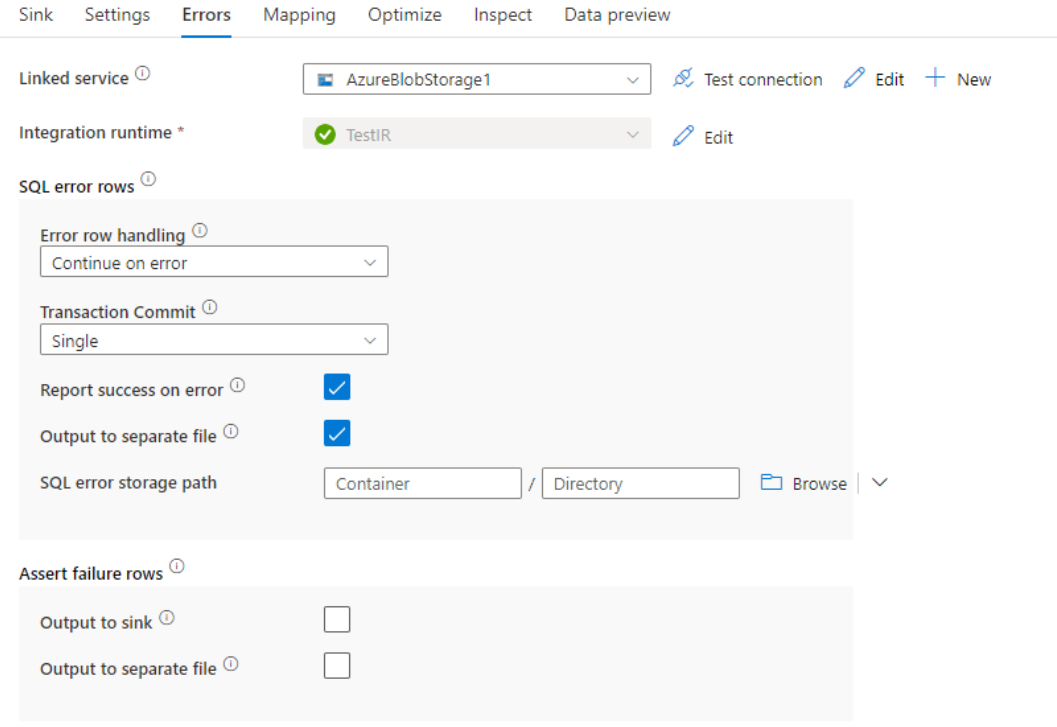 Sink Settings Errors Mapping Optimize Inspect Data preview
Linked service AzureBlobStorage1 Test connection Edit New
Integration runtime * TestIR Edit
SQL error rows
Error row handling
Continue on error
Transaction Commit
Single
Report success on error
Output to separate file
SQL error storage path Container / Directory Browse
Assert failure rows
Output to sink
Output to separate file